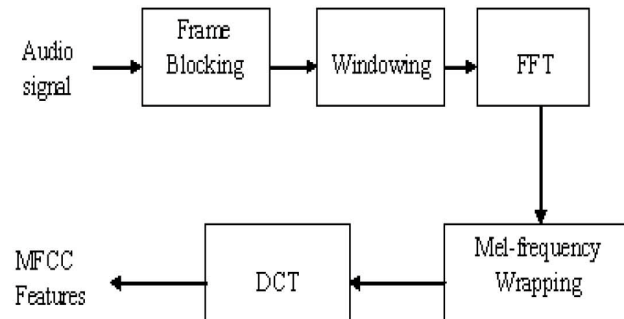 Audio
signal
Frame
Blocking
Windowing
FFT
Mel-frequency
Wrapping
DCT
MFCC
Features